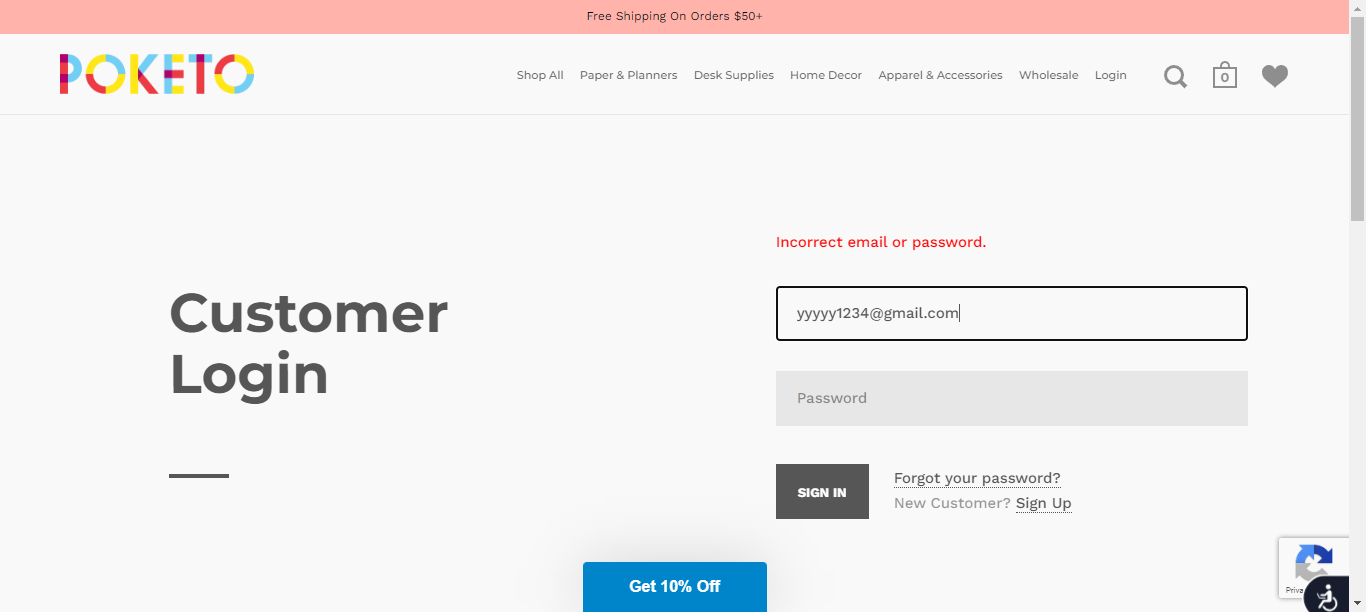 Free Shipping On Orders $50+
POKETO
Shop All Paper & Planners Desk Supplies Home Decor Apparel & Accessories Wholesale Login
0
Incorrect email or password.
Customer
Login
yyyyy1234@gmail.com
Password
SIGN IN
Forgot your password?
New Customer? Sign Up
Get 10% Off